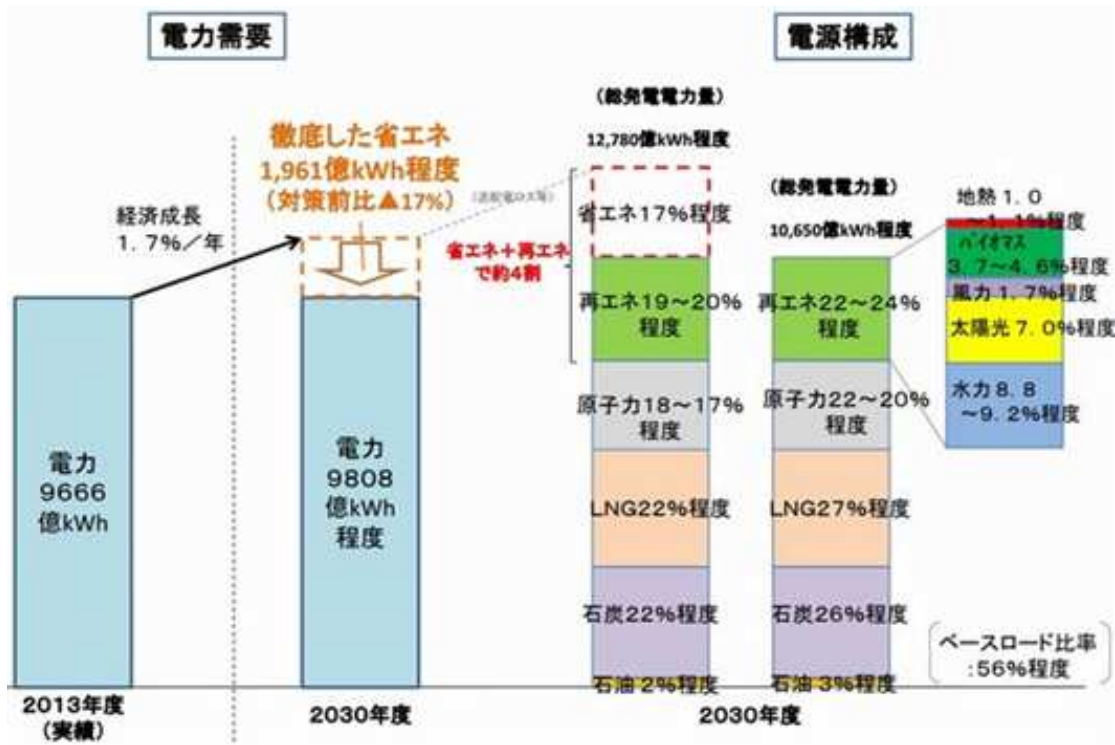 電力需要
電源構成
徹底した省エネ
1,961億kWh程度
（対策前比▲17%）
経済成長
1．7%／年
電力
9666
億kWh
2013年度
（実績）
電力
9808
億kWh
程度
2030年度
（総発電電力量）
12,780億kWh程度
省エネ＋再エネ
で約4割
省エネ17%程度
再エネ19～20%
程度
原子力18～17%
程度
LNG22%程度
石炭22%程度
石油 2%程度
（総発電電力量）
10,650億kWh程度
再エネ22～24%
程度
原子力22～20%
程度
LNG27%程度
石炭26%程度
石油 3%程度
2030年度
地熱 1．0
～1．1%程度
バイオマス
3．7～4．6%程度
風力 1．7%程度
太陽光 7．0%程度
水力 8．8
～9．2%程度
ベースロード比率
：56%程度